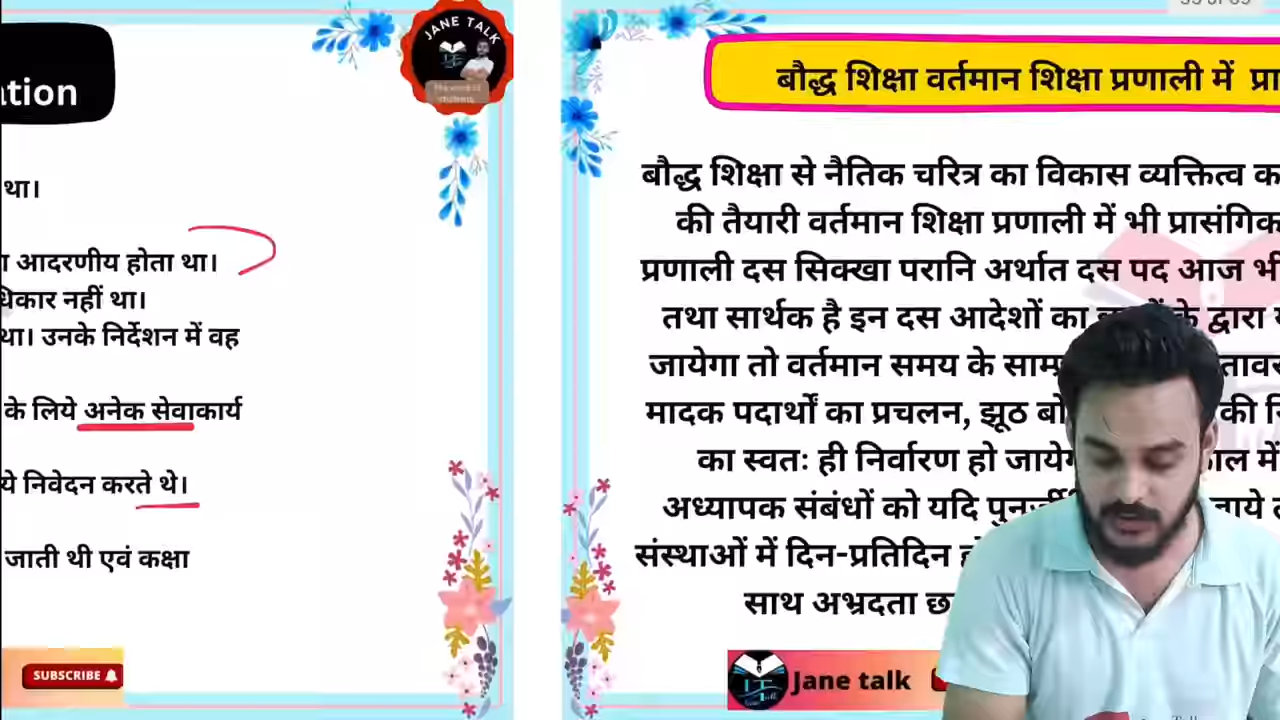 ation
था।
आदरणीय होता था।
धिकार नहीं था।
था। उनके निर्देशन में वह
के लिये अनेक सेवाकार्य
ये निवेदन करते थे।
जाती थी एवं कक्षा
SUBSCRIBE
JANE TALK
बौद्ध शिक्षा वर्तमान शिक्षा प्रणाली में प्रा
बौद्ध शिक्षा से नैतिक चरित्र का विकास व्यक्तित्व क
की तैयारी वर्तमान शिक्षा प्रणाली में भी प्रासंगिक
प्रणाली दस सिक्खा परानि अर्थात दस पद आज भी
तथा सार्थक है इन दस आदेशों का के द्वारा
जायेगा तो वर्तमान समय के साम्प्र
मादक पदार्थों का प्रचलन, झूठ बो की
का स्वतः ही निर्वारण हो जायेग में
अध्यापक संबंधों को यदि
संस्थाओं में दिन-प्रतिदिन
साथ अभ्रदता छ
Jane talk